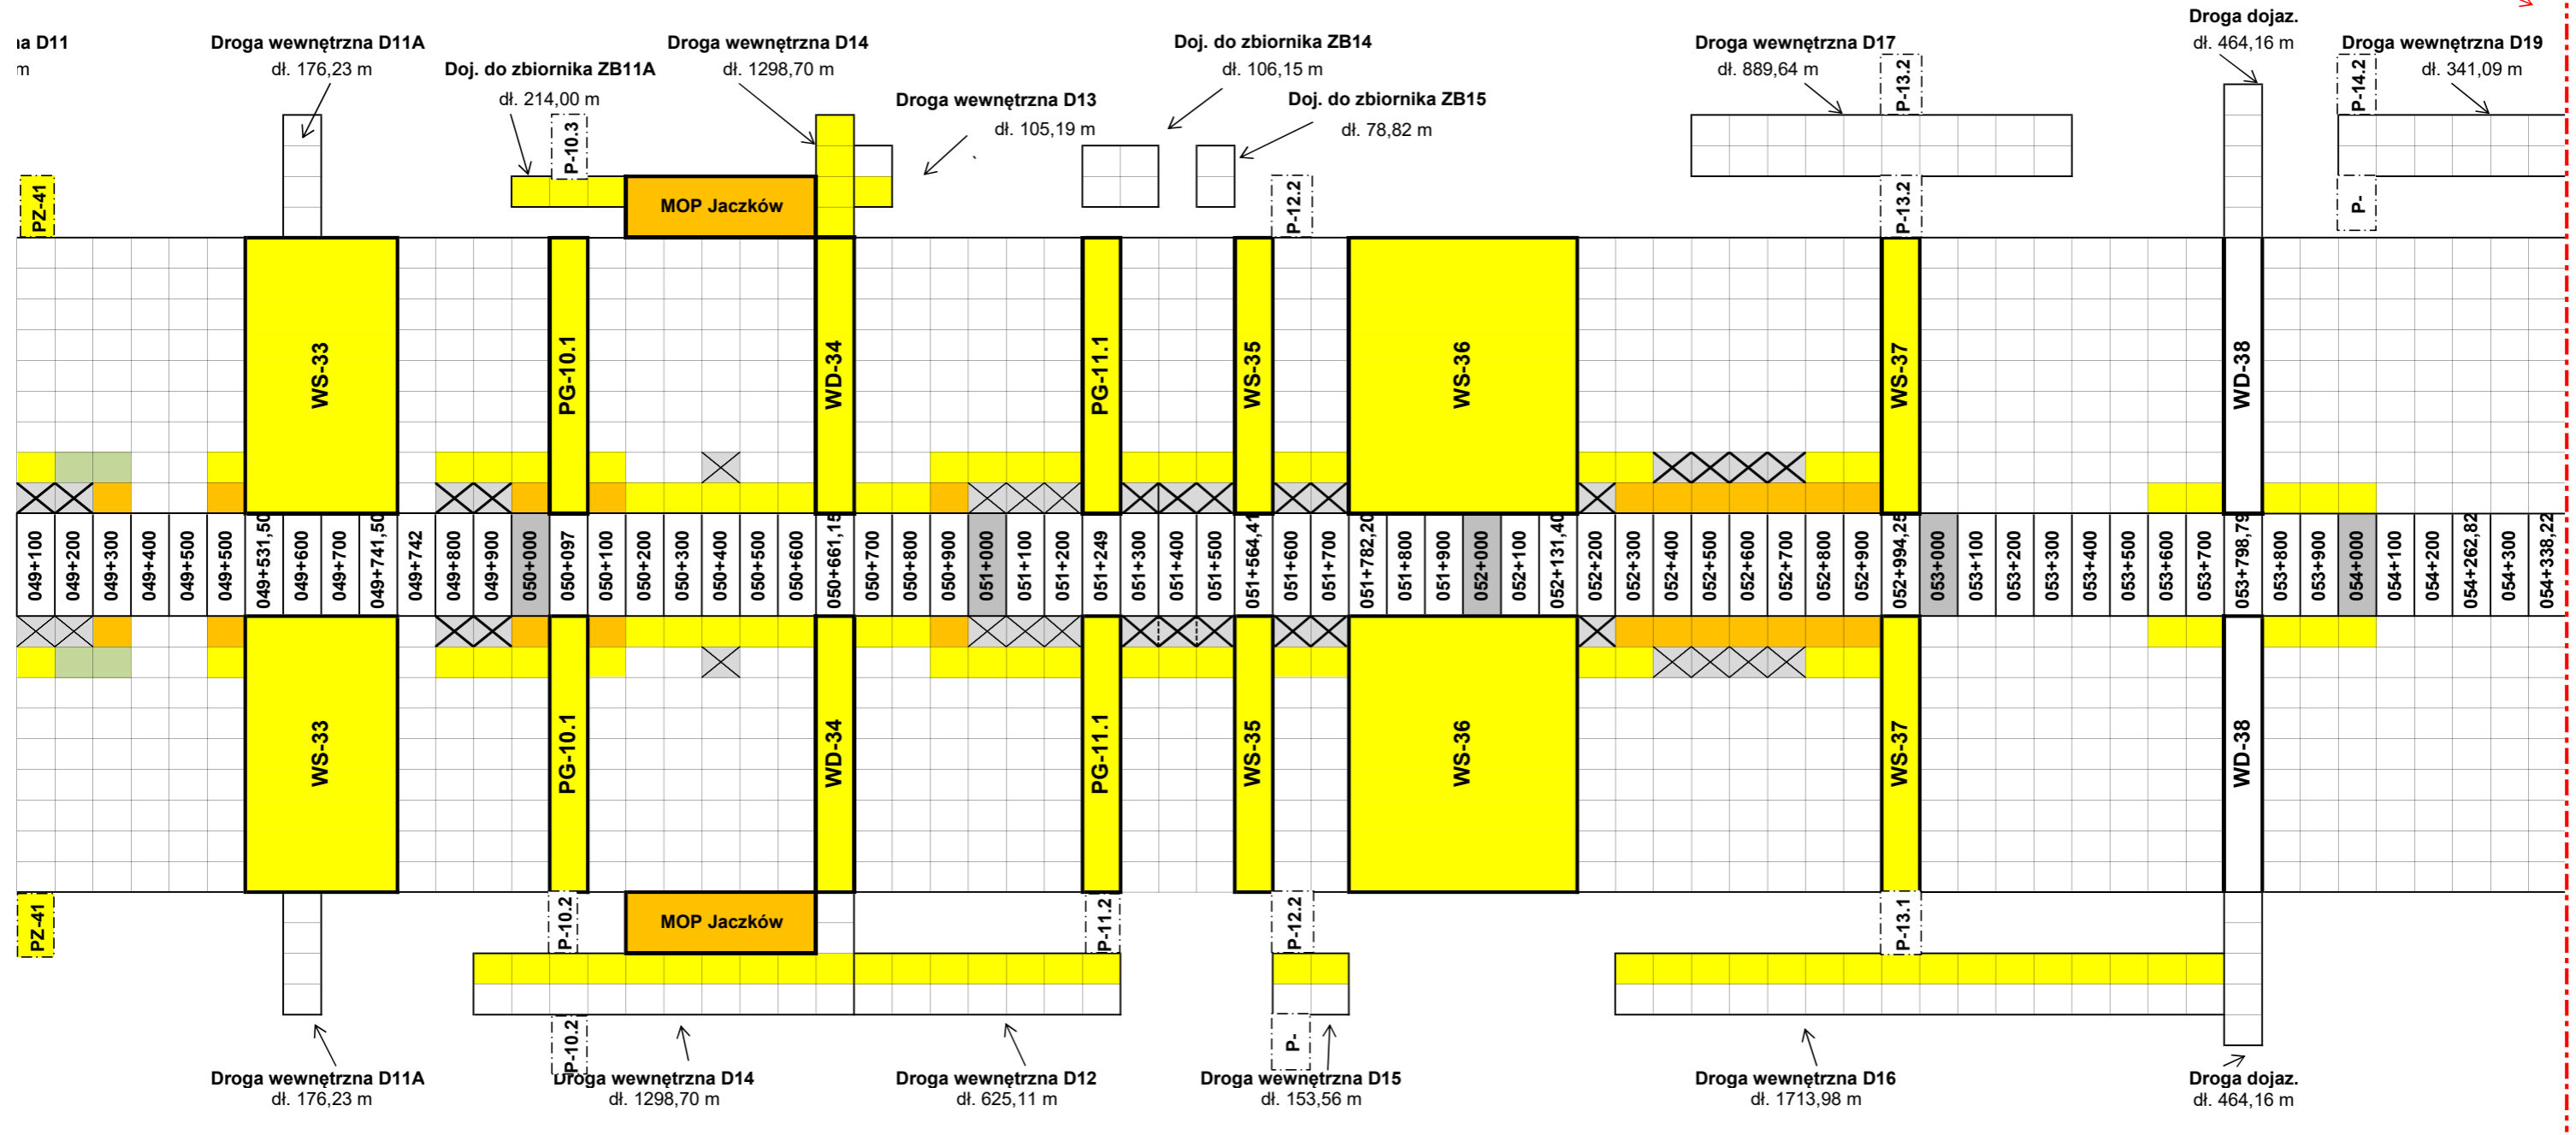 Droga dojaz.
na D11
Droga wewnętrzna D11A
Droga wewnętrzna D14
Doj. do zbiornika ZB14
Droga wewnętrzna D17
dł. 464,16 m
Droga wewnętrzna D19
m
dł. 176,23 m
Doj. do zbiornika ZB11A
dł. 1298,70 m
dł. 106,15 m
dł. 889,64 m
P-13.2
P-14.2
dł. 341,09 m
dł. 214,00 m
Droga wewnętrzna D13
Doj. do zbiornika ZB15
dł. 105,19 m
dł. 78,82 m
P-10.3
PZ-41
MOP Jaczków
P-12.2
P-13.2
P-
WS-33
PG-10.1
WD-34
PG-11.1
WS-35
WS-36
WS-37
WD-38
049+100
049+200
049+300
049+400
049+500
049+500
049+531,50
049+600
049+700
049+741,50
049+742
049+800
049+900
050+000
050+097
050+100
050+200
050+300
050+400
050+500
050+600
050+661,15
050+700
050+800
050+900
051+000
051+100
051+200
051+249
051+300
051+400
051+500
051+564,41
051+600
051+700
051+782,20
051+800
051+900
052+000
052+100
052+131,40
052+200
052+300
052+400
052+500
052+600
052+700
052+800
052+900
052+994,25
053+000
053+100
053+200
053+300
053+400
053+500
053+600
053+700
053+798,79
053+800
053+900
054+000
054+100
054+200
054+262,82
054+300
054+338,22
WS-33
PG-10.1
WD-34
PG-11.1
WS-35
WS-36
WS-37
WD-38
PZ-41
P-10.2
MOP Jaczków
P-11.2
P-12.2
P-13.1
P-10.2
P-
Droga wewnętrzna D11A
Droga wewnętrzna D14
Droga wewnętrzna D12
Droga wewnętrzna D15
Droga wewnętrzna D16
Droga dojaz.
dł. 176,23 m
dł. 1298,70 m
dł. 625,11 m
dł. 153,56 m
dł. 1713,98 m
dł. 464,16 m